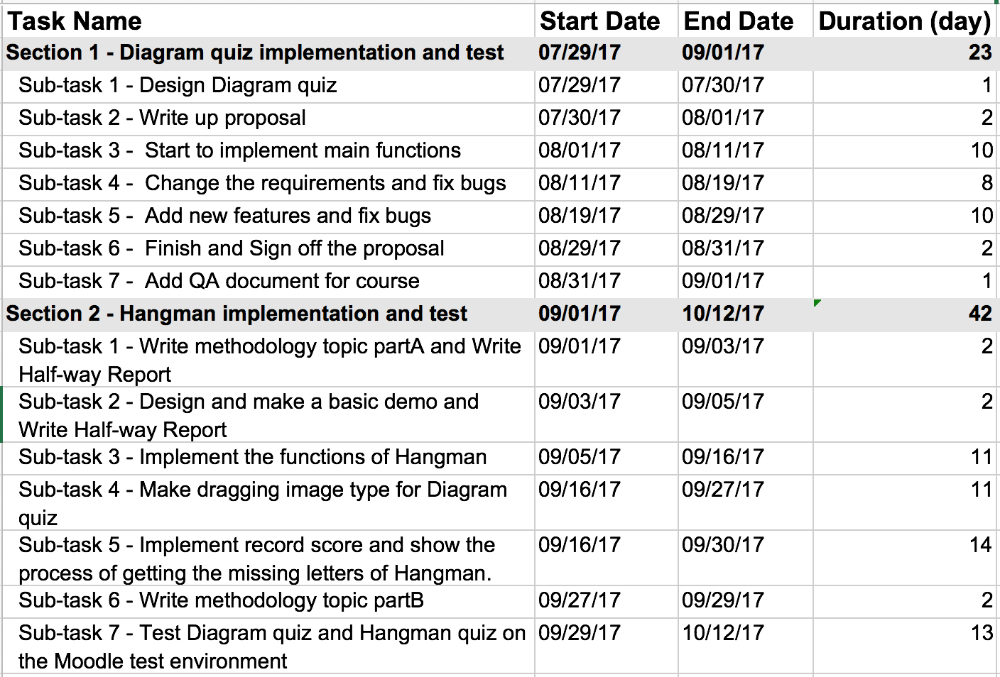 Task Name Start Date End Date Duration (day)
Section 1 - Diagram quiz implementation and test 07/29/17 09/01/17 23
Sub-task 1 - Design Diagram quiz 07/29/17 07/30/17 1
Sub-task 2 - Write up proposal 07/30/17 08/01/17 2
Sub-task 3 -  Start to implement main functions 08/01/17 08/11/17 10
Sub-task 4 -  Change the requirements and fix bugs 08/11/17 08/19/17 8
Sub-task 5 -  Add new features and fix bugs 08/19/17 08/29/17 10
Sub-task 6 -  Finish and Sign off the proposal 08/29/17 08/31/17 2
Sub-task 7 -  Add QA document for course 08/31/17 09/01/17 1
Section 2 - Hangman implementation and test 09/01/17 10/12/17 42
Sub-task 1 - Write methodology topic partA and Write 09/01/17 09/03/17 2
Half-way Report
Sub-task 2 - Design and make a basic demo and 09/03/17 09/05/17 2
Write Half-way Report
Sub-task 3 - Implement the functions of Hangman 09/05/17 09/16/17 11
Sub-task 4 - Make dragging image type for Diagram 09/16/17 09/27/17 11
quiz
Sub-task 5 - Implement record score and show the 09/16/17 09/30/17 14
process of getting the missing letters of Hangman.
Sub-task 6 - Write methodology topic partB 09/27/17 09/29/17 2
Sub-task 7 - Test Diagram quiz and Hangman quiz on 09/29/17 10/12/17 13
the Moodle test environment